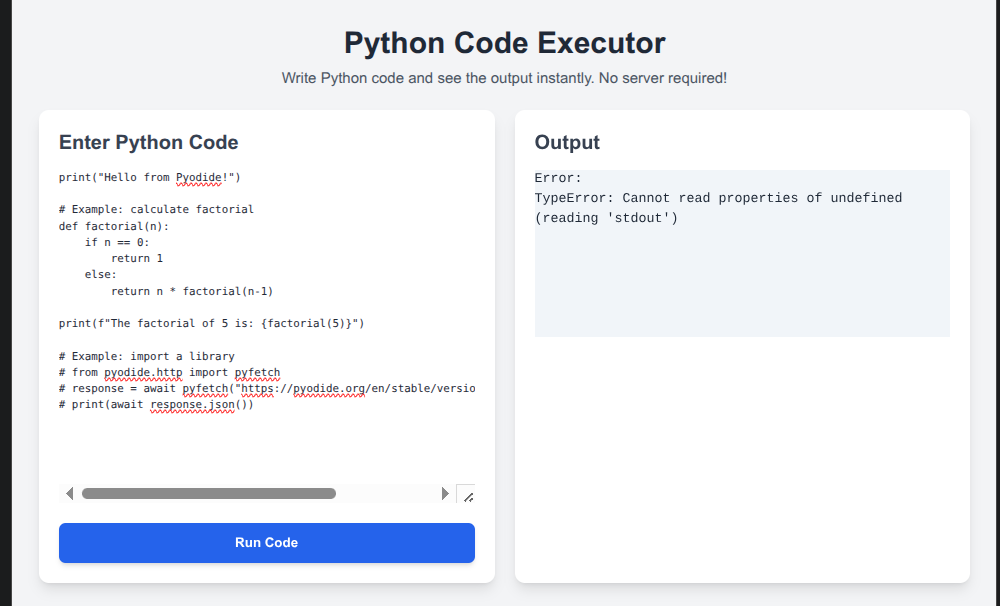 Python Code Executor
Write Python code and see the output instantly. No server required!
Enter Python Code
print("Hello from Pyodide!")
# Example: calculate factorial
def factorial(n):
    if n == 0:
        return 1
    else:
        return n * factorial(n-1)
print(f"The factorial of 5 is: {factorial(5)}")
# Example: import a library
# from pyodide.http import pyfetch
# response = await pyfetch("https://pyodide.org/en/stable/versio
# print(await response.json())
Run Code
Output
Error:
TypeError: Cannot read properties of undefined
(reading 'stdout')